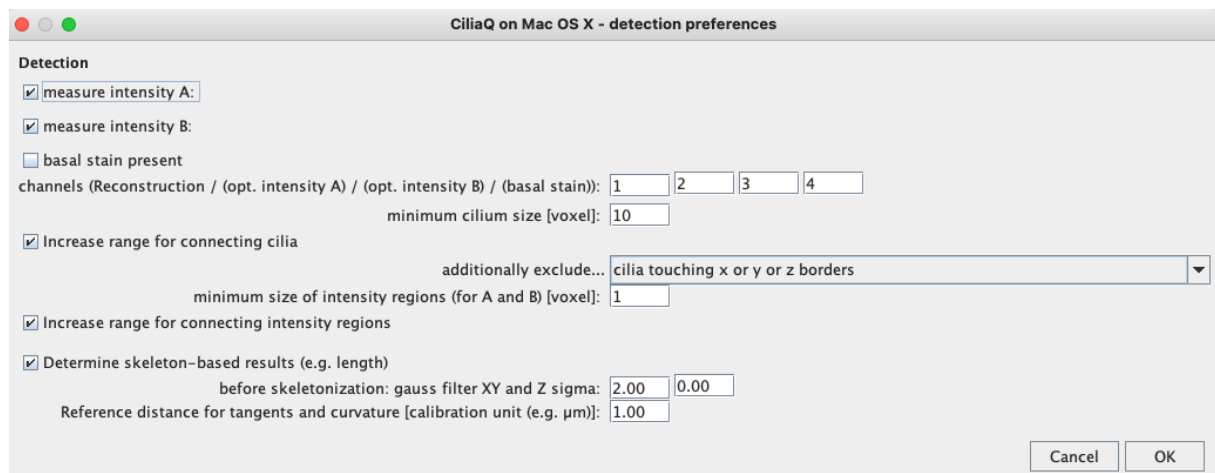 CiliaQ on Mac OS X - detection preferences
Detection
measure intensity A:
measure intensity B:
basal stain present
channels (Reconstruction / (opt. intensity A) / (opt. intensity B) / (basal stain)): 1 2 3 4
minimum cilium size [voxel]: 10
Increase range for connecting cilia
additionally exclude... cilia touching x or y or z borders
minimum size of intensity regions (for A and B) [voxel]: 1
Increase range for connecting intensity regions
Determine skeleton-based results (e.g. length)
before skeletonization: gauss filter XY and Z sigma: 2.00 0.00
Reference distance for tangents and curvature [calibration unit (e.g. µm)]: 1.00
Cancel OK